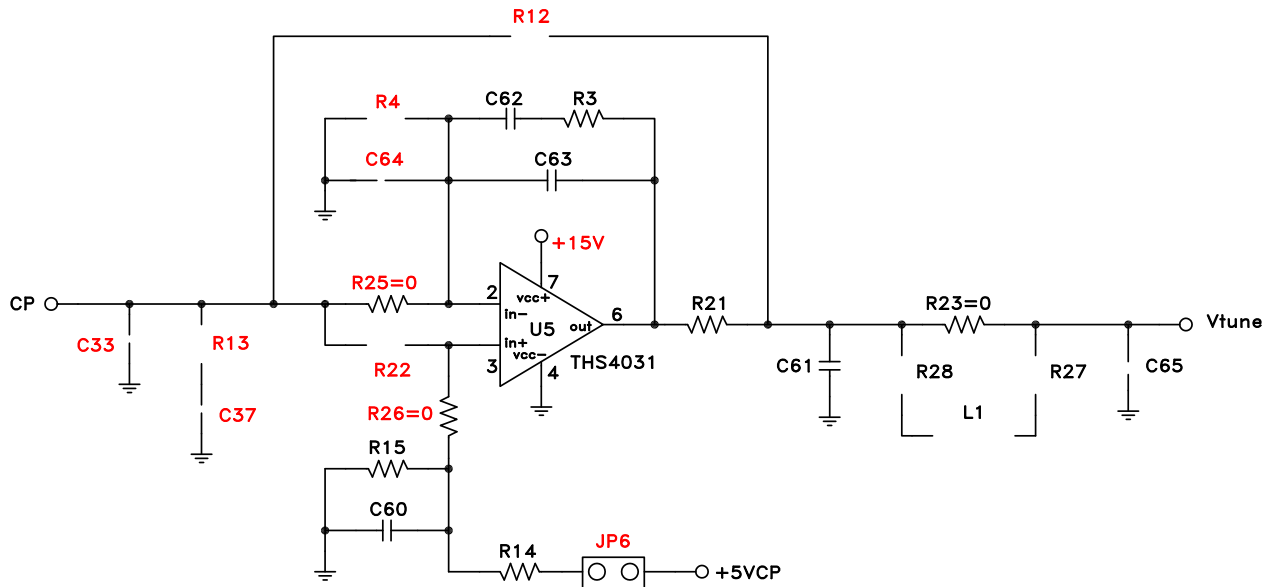 R12
R4
C62
R3
C64
C63
+15V
R25=0
CP
2
7
vcc+
in-
U5
out
6
in+
vcc-
3
4
THS4031
R21
R23=0
Vtune
C33
R13
R22
C61
R28
R27
C65
C37
R26=0
L1
R15
C60
R14
JP6
+5VCP